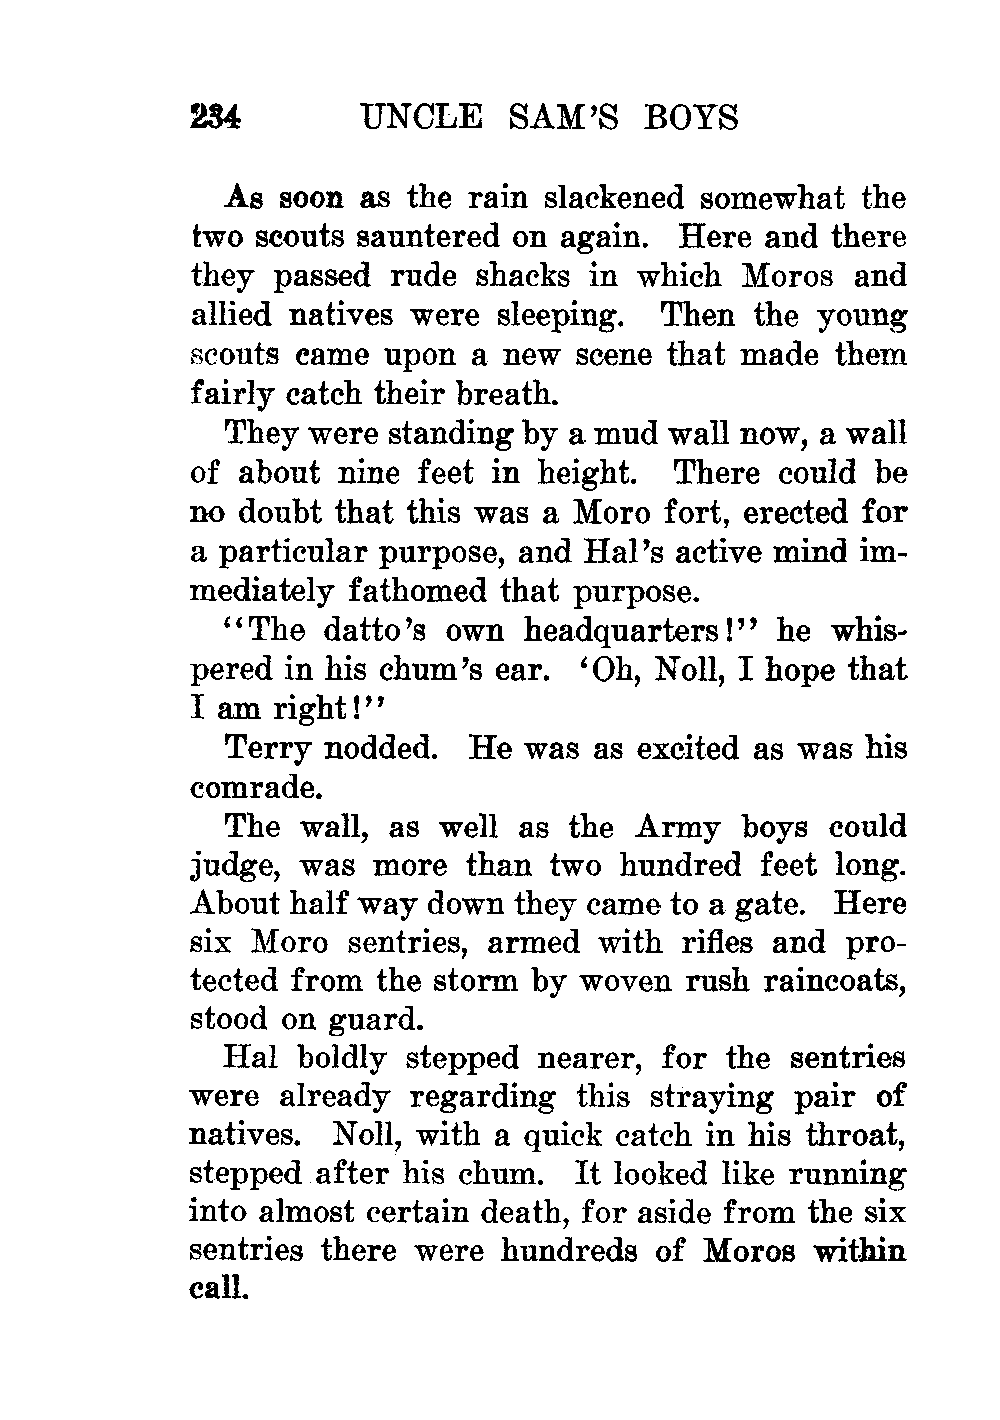 234 UNCLE SAM'S BOYS
As soon as the rain slackened somewhat the
two scouts sauntered on again. Here and there
they passed rude shacks in which Moros and
allied natives were sleeping. Then the young
scouts came upon a new scene that made them
fairly catch their breath.
They were standing by a mud wall now, a wall
of about nine feet in height. There could be
no doubt that this was a Moro fort, erected for
a particular purpose, and Hal's active mind im-
mediately fathomed that purpose.
"The datto's own headquarters!" he whis-
pered in his chum's ear. 'Oh, Noll, I hope that
I am right!"
Terry nodded. He was as excited as was his
comrade.
The wall, as well as the Army boys could
judge, was more than two hundred feet long.
About half way down they came to a gate. Here
six Moro sentries, armed with rifles and pro-
tected from the storm by woven rush raincoats,
stood on guard.
Hal boldly stepped nearer, for the sentries
were already regarding this straying pair of
natives. Noll, with a quick catch in his throat,
stepped after his chum. It looked like running
into almost certain death, for aside from the six
sentries there were hundreds of Moros within
call.